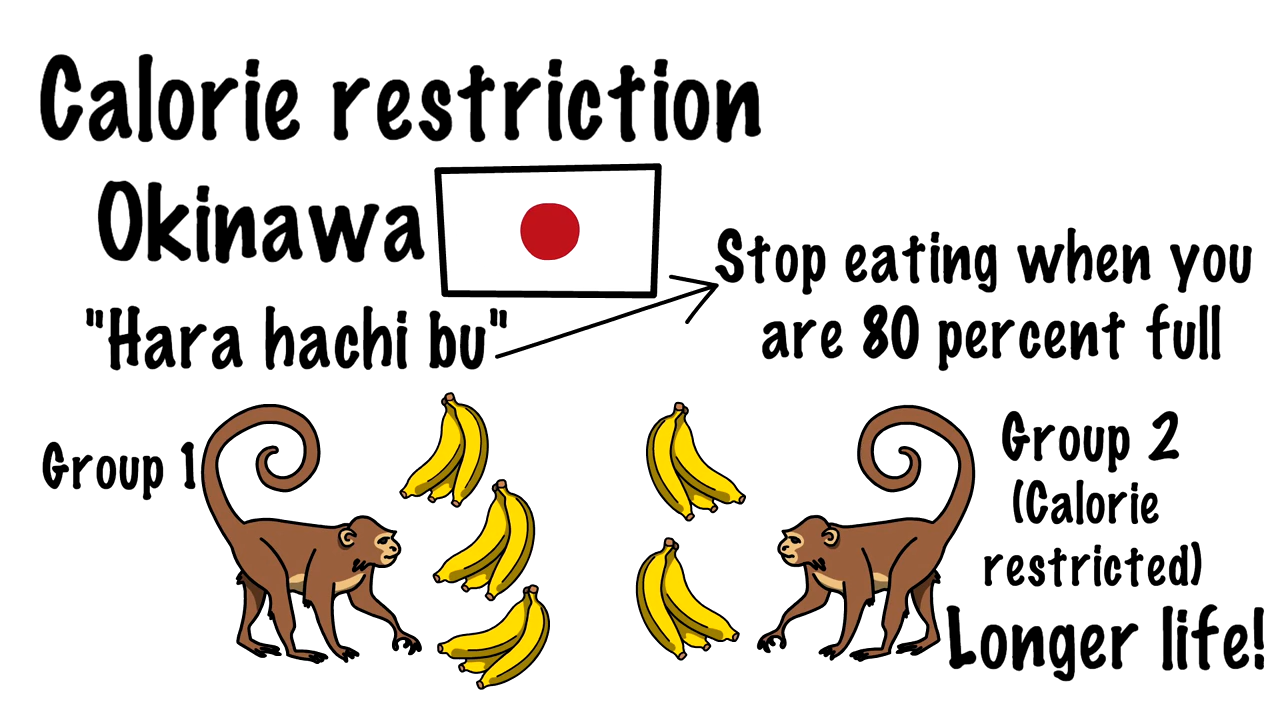 Calorie restriction
Okinawa
"Hara hachi bu"
Stop eating when you
are 80 percent full
Group 1
Group 2
(Calorie
restricted)
Longer life!